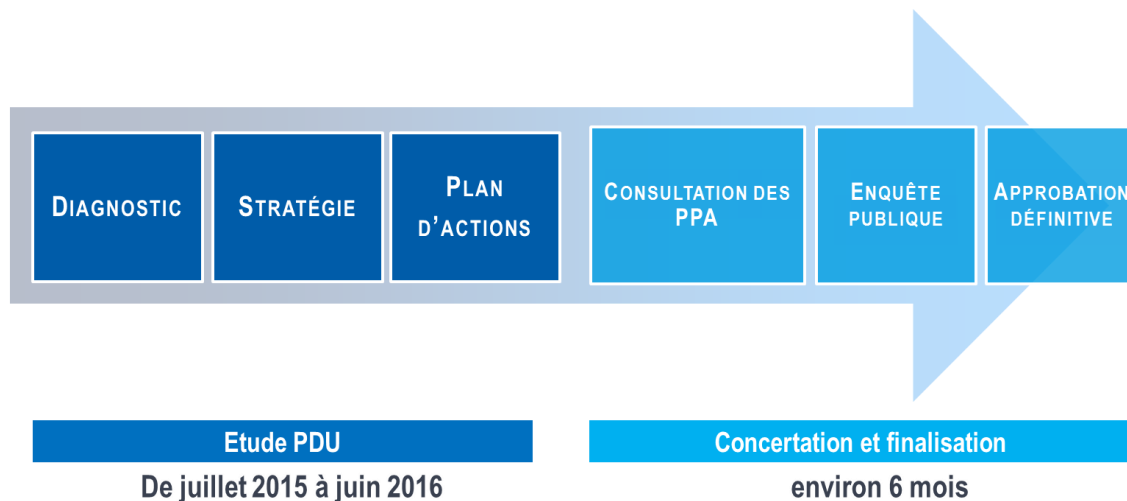 DIAGNOSTIC
STRATÉGIE
PLAN
D'ACTIONS
CONSULTATION DES
PPA
ENQUÊTE
PUBLIQUE
APPROBATION
DÉFINITIVE
Etude PDU
De juillet 2015 à juin 2016
Concertation et finalisation
environ 6 mois